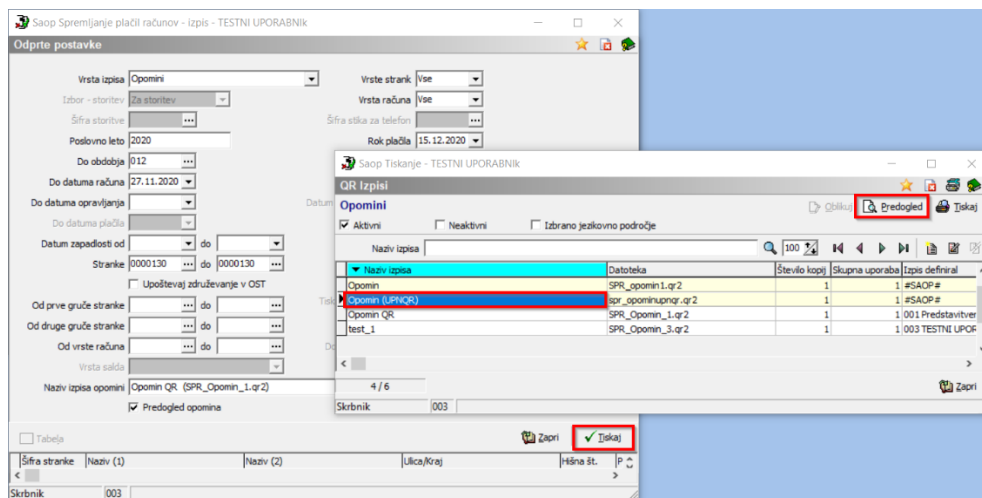 Saop Spremljanje plačil računov - izpis - TESTNI UPORABNIk
Odprte postavke
Vrsta izpisa Opomini
Vrste strank Vse
Izbor - storitev Za storitev
Vrsta računa Vse
Šifra storitve
Šifra stika za telefon
Poslovno leto 2020
Rok plačila 15.12.2020
Do obdobja 012
Do datuma računa 27.11.2020
Do datuma opravljanja
Datum
Do datuma plačila
Datum zapadlosti od do
Stranke 0000130 do 0000130
Upoštevaj združevanje v OST
Od prve gruče stranke do
Tisk
Od druge gruče stranke do
Od vrste računa do
Do
Vrsta salda
Naziv izpisa opomini Opomin QR (SPR_Opomin_1.qr2)
Predogled opomina
Tabela
Zapri
Tiskaj
Šifra stranke Naziv (1) Naziv (2) Ulica/Kraj Hišna št. P
Skrbnik 003
Saop Tiskanje - TESTNI UPORABNIk
QR Izpisi
Opomini
Oblikuj Predogled Tiskaj
Aktivni Neaktivni Izbrano jezikovno področje
Naziv izpisa
100
Naziv izpisa Datoteka Število kopij Skupna uporaba Izpis definiral
Opomin SPR_opomin1.qr2 1 1 #SAOP#
Opomin (UPNQR) spr_opominupnqr.qr2 1 1 #SAOP#
Opomin QR SPR_Opomin_1.qr2 1 1 001 Predstavitver
test_1 SPR_Opomin_3.qr2 1 1 003 TESTNI UPOR
4 / 6
Zapri
Skrbnik 003